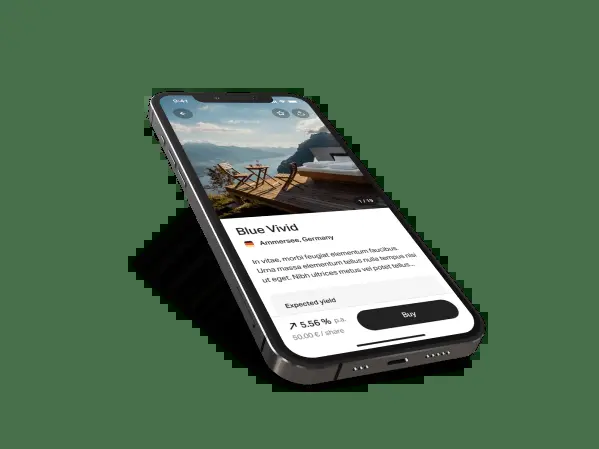 9:41
1 / 19
Blue Vivid
Ammersee, Germany
In vitae, morbi feugiat elementum faucibus.
Urna massa elementum tellus nulla tempus nisi
ut eget. Nibh ultrices metus vel potet tellus...
Expected yield
↗ 5.56 % p.a.
50.00 € / share
Buy